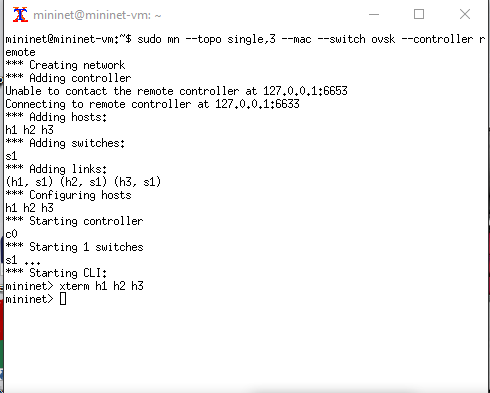 mininet@mininet-vm: ~
mininet@mininet-vm:~$ sudo mn --topo single,3 --mac --switch ovsk --controller r
emote
*** Creating network
*** Adding controller
Unable to contact the remote controller at 127.0.0.1:6653
Connecting to remote controller at 127.0.0.1:6633
*** Adding hosts:
h1 h2 h3
*** Adding switches:
s1
*** Adding links:
(h1, s1) (h2, s1) (h3, s1)
*** Configuring hosts
h1 h2 h3
*** Starting controller
c0
*** Starting 1 switches
s1 ...
*** Starting CLI:
mininet> xterm h1 h2 h3
mininet>